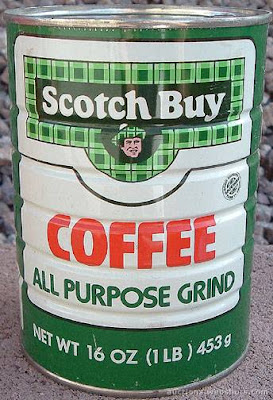 Scotch Buy
COFFEE
ALL PURPOSE GRIND
NET WT 16 OZ (1 LB) 453 g